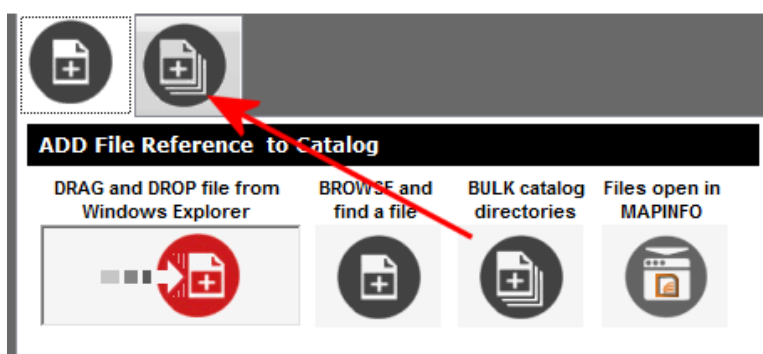 ADD File Reference to Catalog
DRAG and DROP file from
Windows Explorer
BROWSE and
find a file
BULK catalog
directories
Files open in
MAPINFO